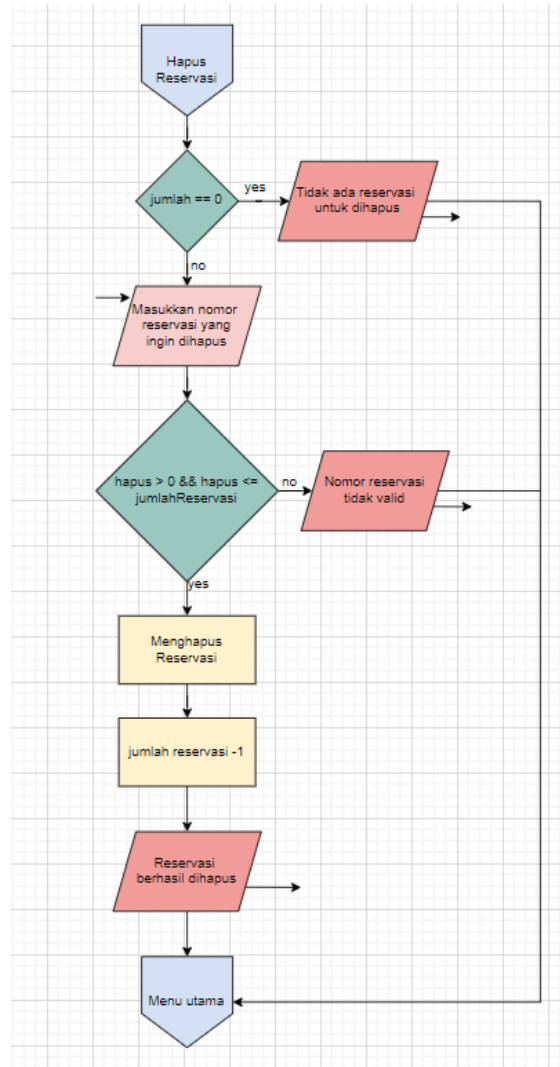 Hapus
Reservasi
jumlah == 0
yes
Tidak ada reservasi
untuk dihapus
no
Masukkan nomor
reservasi yang
ingin dihapus
hapus > 0 && hapus <=
jumlahReservasi
no
Nomor reservasi
tidak valid
yes
Menghapus
Reservasi
jumlah reservasi -1
Reservasi
berhasil dihapus
Menu utama